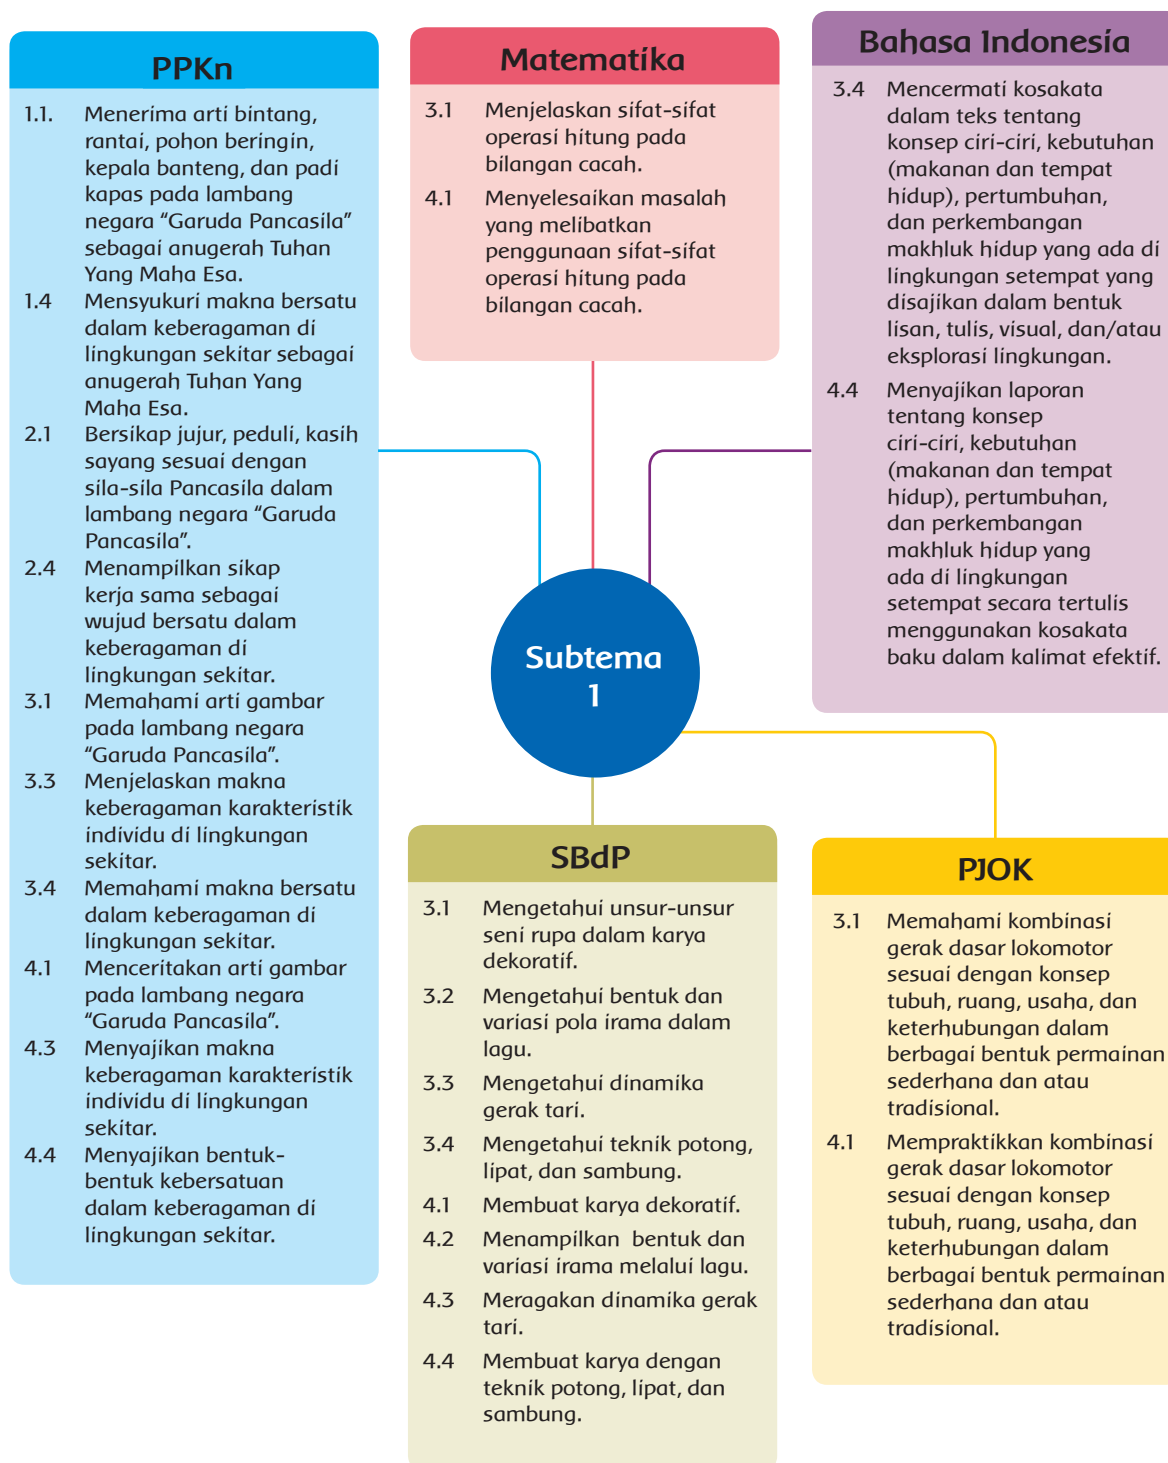 PPKn
1.1. Menerima arti bintang,
rantai, pohon beringin,
kepala banteng, dan padi
kapas pada lambang
negara “Garuda Pancasila”
sebagai anugerah Tuhan
Yang Maha Esa.
1.4 Mensyukuri makna bersatu
dalam keberagaman di
lingkungan sekitar sebagai
anugerah Tuhan Yang
Maha Esa.
2.1 Bersikap jujur, peduli, kasih
sayang sesuai dengan
sila-sila Pancasila dalam
lambang negara “Garuda
Pancasila”.
2.4 Menampilkan sikap
kerja sama sebagai
wujud bersatu dalam
keberagaman di
lingkungan sekitar.
3.1 Memahami arti gambar
pada lambang negara
“Garuda Pancasila”.
3.3 Menjelaskan makna
keberagaman karakteristik
individu di lingkungan
sekitar.
3.4 Memahami makna bersatu
dalam keberagaman di
lingkungan sekitar.
4.1 Menceritakan arti gambar
pada lambang negara
“Garuda Pancasila”.
4.3 Menyajikan makna
keberagaman karakteristik
individu di lingkungan
sekitar.
4.4 Menyajikan bentuk-
bentuk kebersatuan
dalam keberagaman di
lingkungan sekitar.
Matematika
3.1 Menjelaskan sifat-sifat
operasi hitung pada
bilangan cacah.
4.1 Menyelesaikan masalah
yang melibatkan
penggunaan sifat-sifat
operasi hitung pada
bilangan cacah.
Bahasa Indonesia
3.4 Mencermati kosakata
dalam teks tentang
konsep ciri-ciri, kebutuhan
(makanan dan tempat
hidup), pertumbuhan,
dan perkembangan
makhluk hidup yang ada di
lingkungan setempat yang
disajikan dalam bentuk
lisan, tulis, visual, dan/atau
eksplorasi lingkungan.
4.4 Menyajikan laporan
tentang konsep
ciri-ciri, kebutuhan
(makanan dan tempat
hidup), pertumbuhan,
dan perkembangan
makhluk hidup yang
ada di lingkungan
setempat secara tertulis
menggunakan kosakata
baku dalam kalimat efektif.
Subtema
1
SBdP
3.1 Mengetahui unsur-unsur
seni rupa dalam karya
dekoratif.
3.2 Mengetahui bentuk dan
variasi pola irama dalam
lagu.
3.3 Mengetahui dinamika
gerak tari.
3.4 Mengetahui teknik potong,
lipat, dan sambung.
4.1 Membuat karya dekoratif.
4.2 Menampilkan bentuk dan
variasi irama melalui lagu.
4.3 Meragakan dinamika gerak
tari.
4.4 Membuat karya dengan
teknik potong, lipat, dan
sambung.
PJOK
3.1 Memahami kombinasi
gerak dasar lokomotor
sesuai dengan konsep
tubuh, ruang, usaha, dan
keterhubungan dalam
berbagai bentuk permainan
sederhana dan atau
tradisional.
4.1 Mempraktikkan kombinasi
gerak dasar lokomotor
sesuai dengan konsep
tubuh, ruang, usaha, dan
keterhubungan dalam
berbagai bentuk permainan
sederhana dan atau
tradisional.